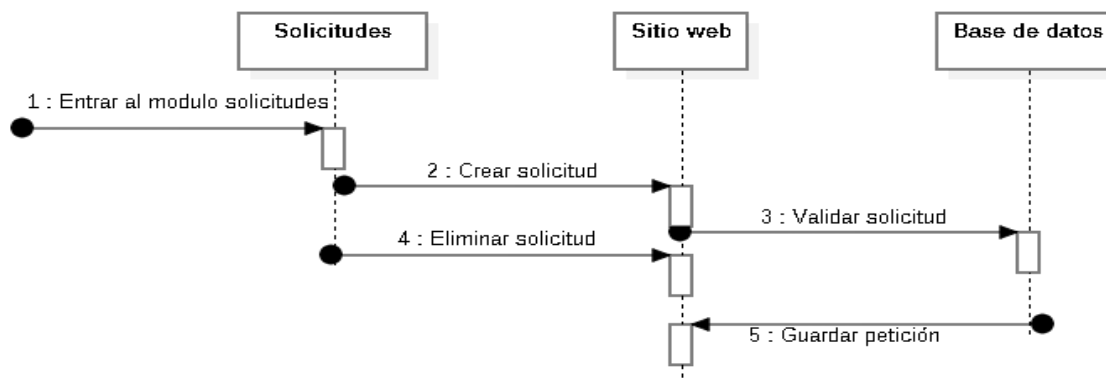 Solicitudes
Sitio web
Base de datos
1 : Entrar al modulo solicitudes
2 : Crear solicitud
3 : Validar solicitud
4 : Eliminar solicitud
5 : Guardar petición